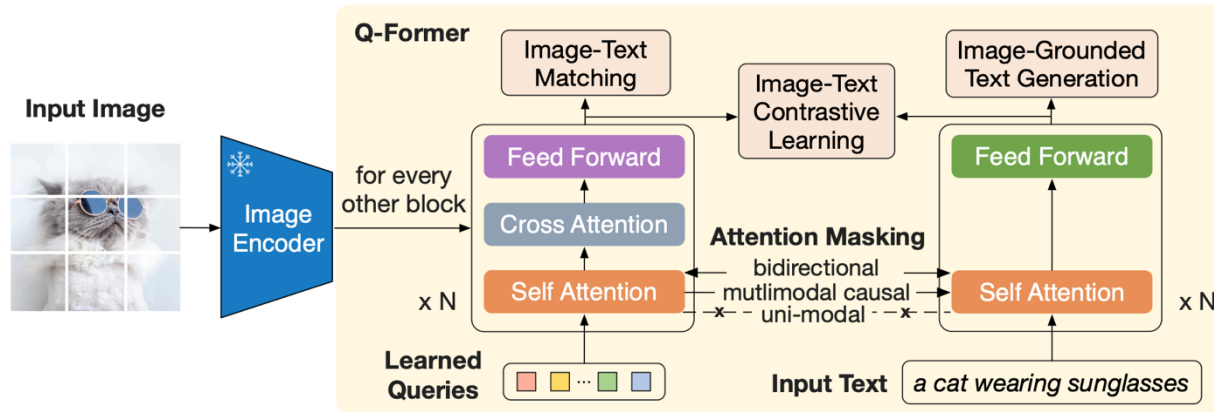 Q-Former
Image-Text
Matching
Image-Text
Contrastive
Learning
Image-Grounded
Text Generation
Input Image
Image
Encoder
for every
other block
Feed Forward
Cross Attention
Self Attention
x N
Attention Masking
bidirectional
mutlimodal causal
uni-modal
x
x
Feed Forward
Self Attention
x N
Learned
Queries
...
Input Text
a cat wearing sunglasses